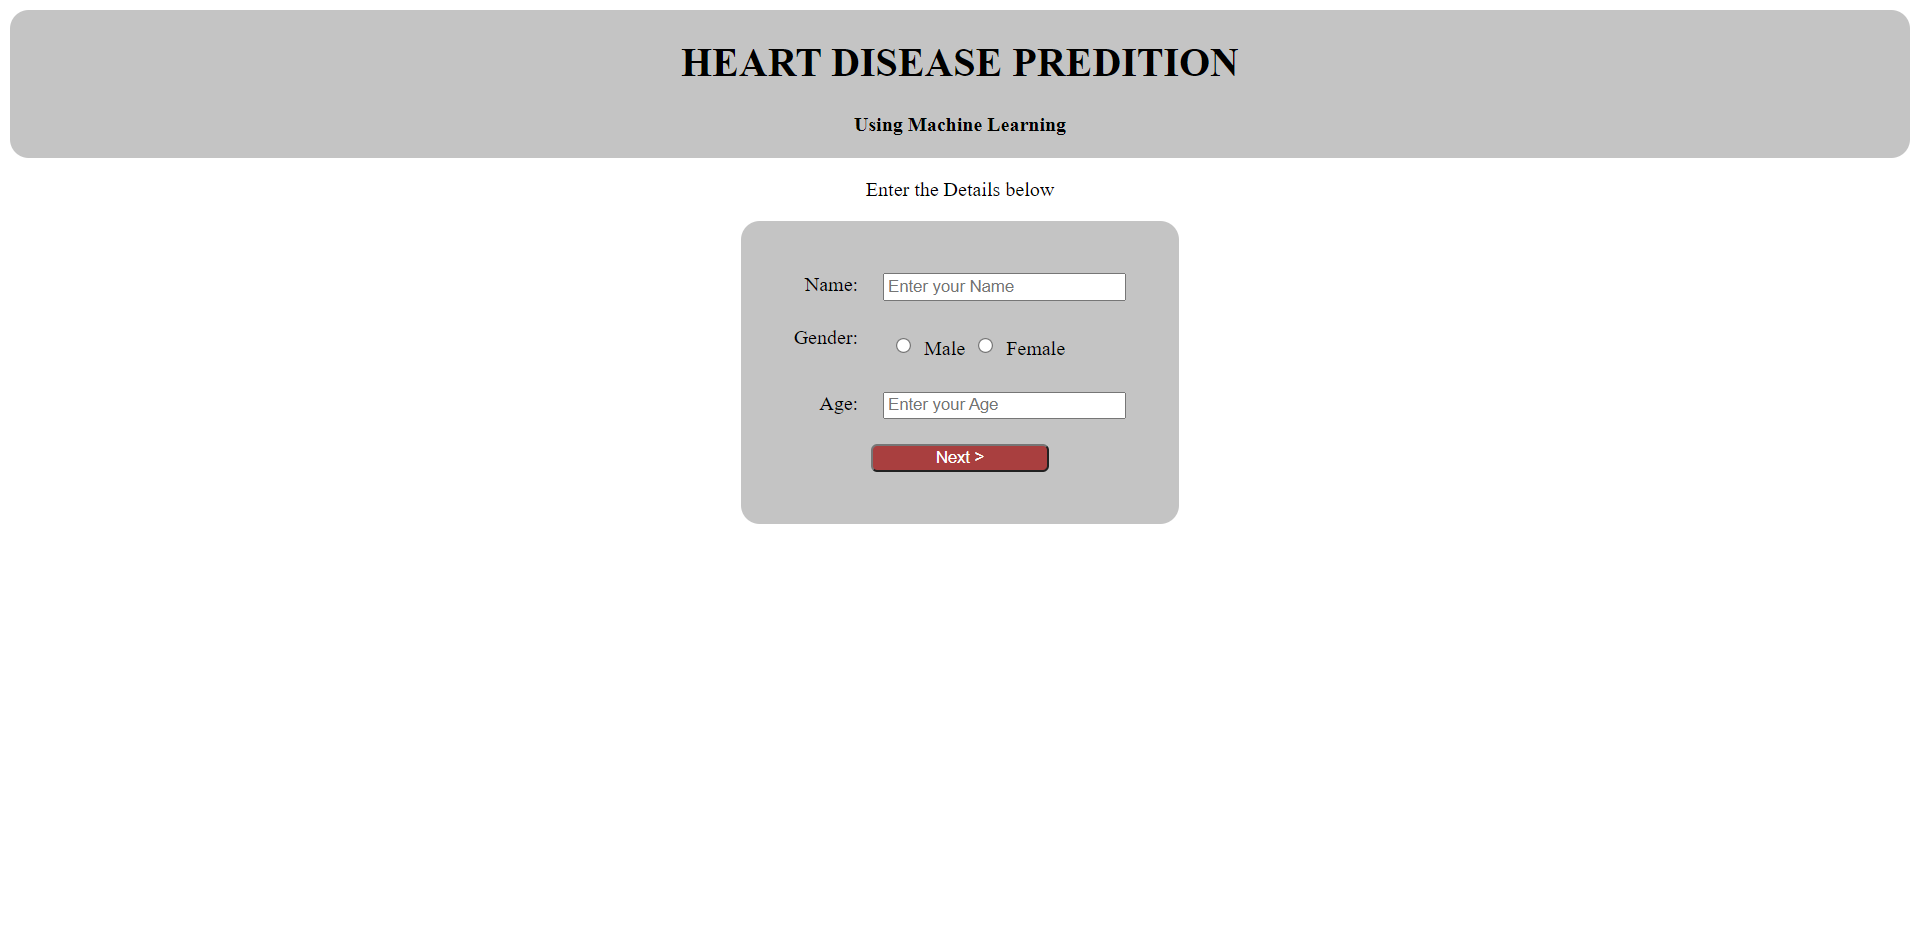 HEART DISEASE PREDITION
Using Machine Learning
Enter the Details below
Name: Enter your Name
Gender: Male Female
Age: Enter your Age
Next >